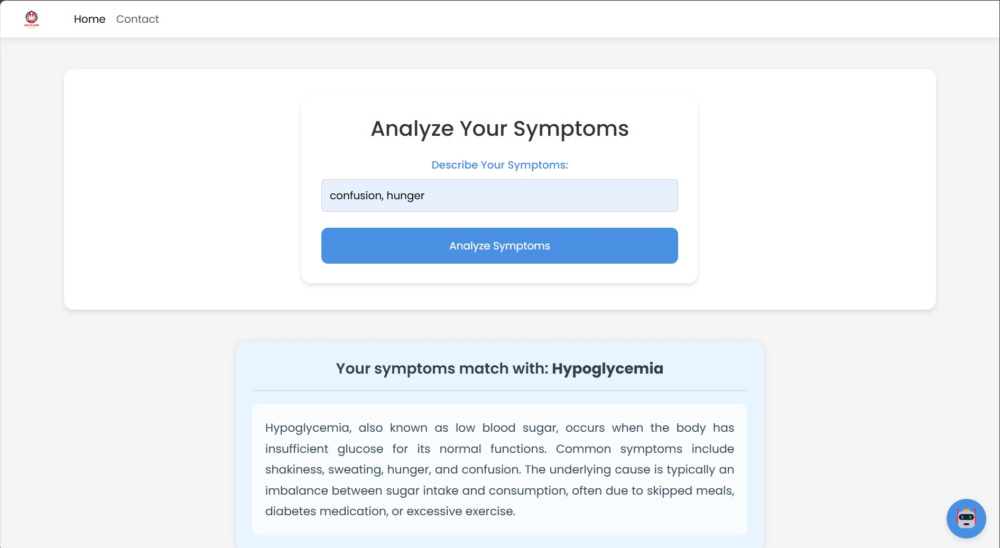 HEALTH CARE
Home Contact
Analyze Your Symptoms
Describe Your Symptoms:
confusion, hunger
Analyze Symptoms
Your symptoms match with: Hypoglycemia
Hypoglycemia, also known as low blood sugar, occurs when the body has
insufficient glucose for its normal functions. Common symptoms include
shakiness, sweating, hunger, and confusion. The underlying cause is typically an
imbalance between sugar intake and consumption, often due to skipped meals,
diabetes medication, or excessive exercise.